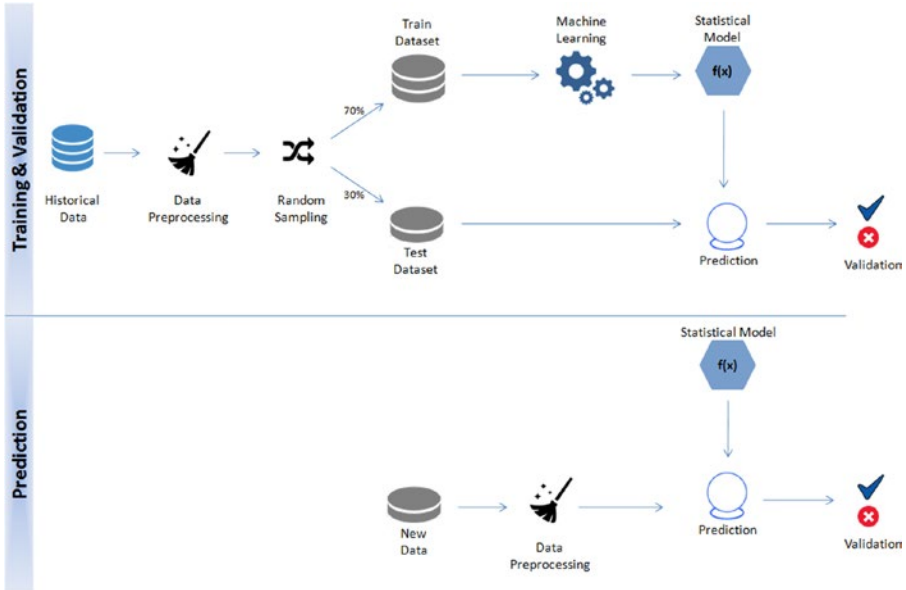 Training & Validation
Train
Dataset
Machine
Learning
Statistical
Model
f(x)
70%
30%
Historical
Data
Data
Preprocessing
Random
Sampling
Test
Dataset
Prediction
Validation
Prediction
Statistical Model
f(x)
New
Data
Data
Preprocessing
Prediction
Validation